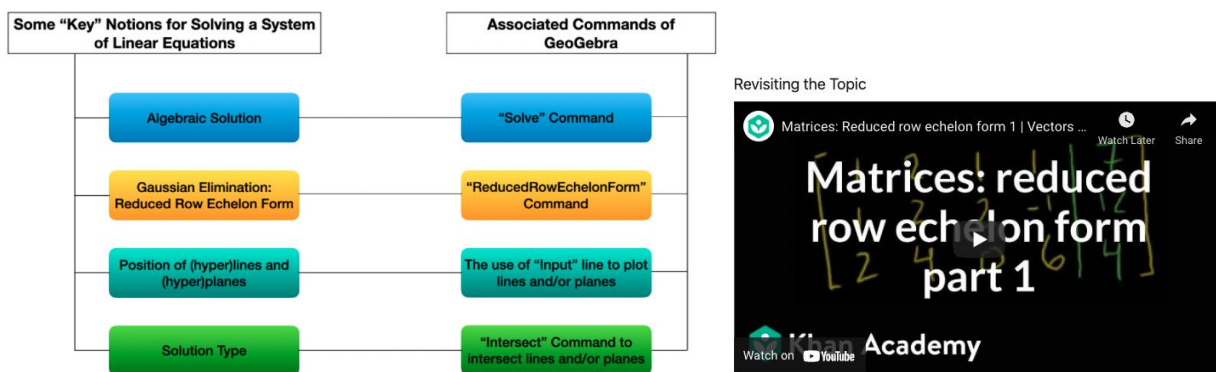 Some “Key” Notions for Solving a System
of Linear Equations
Associated Commands of
GeoGebra
Algebraic Solution
“Solve” Command
Gaussian Elimination:
Reduced Row Echelon Form
“ReducedRowEchelonForm”
Command
Position of (hyper)lines and
(hyper)planes
The use of “Input” line to plot
lines and/or planes
Solution Type
“Intersect” Command to
intersect lines and/or planes
Revisiting the Topic
Matrices: Reduced row echelon form 1 | Vectors ...
Watch Later
Share
Matrices: reduced
row echelon form
part 1
Khan Academy
Watch on YouTube